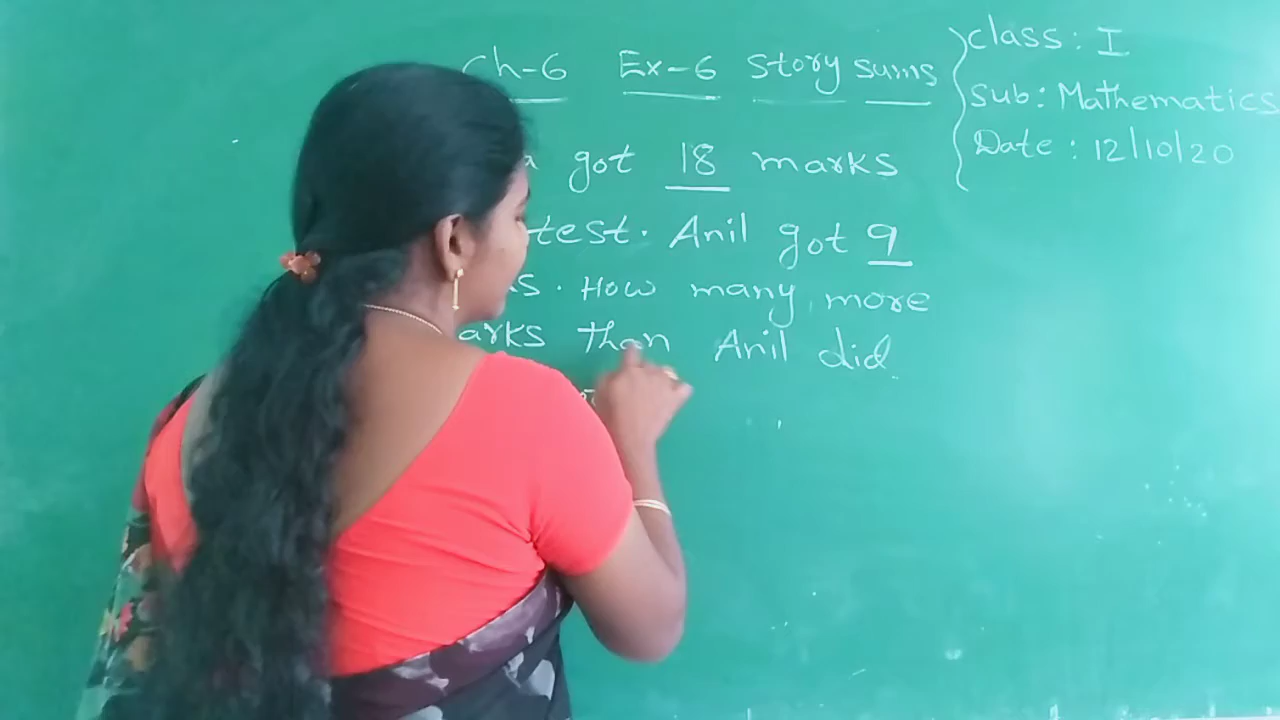 Ch-6 Ex-6 Story sums
class: I
Sub: Mathematics
Date: 12/10/20
got 18 marks
test. Anil got 9
How many more
arks than Anil did